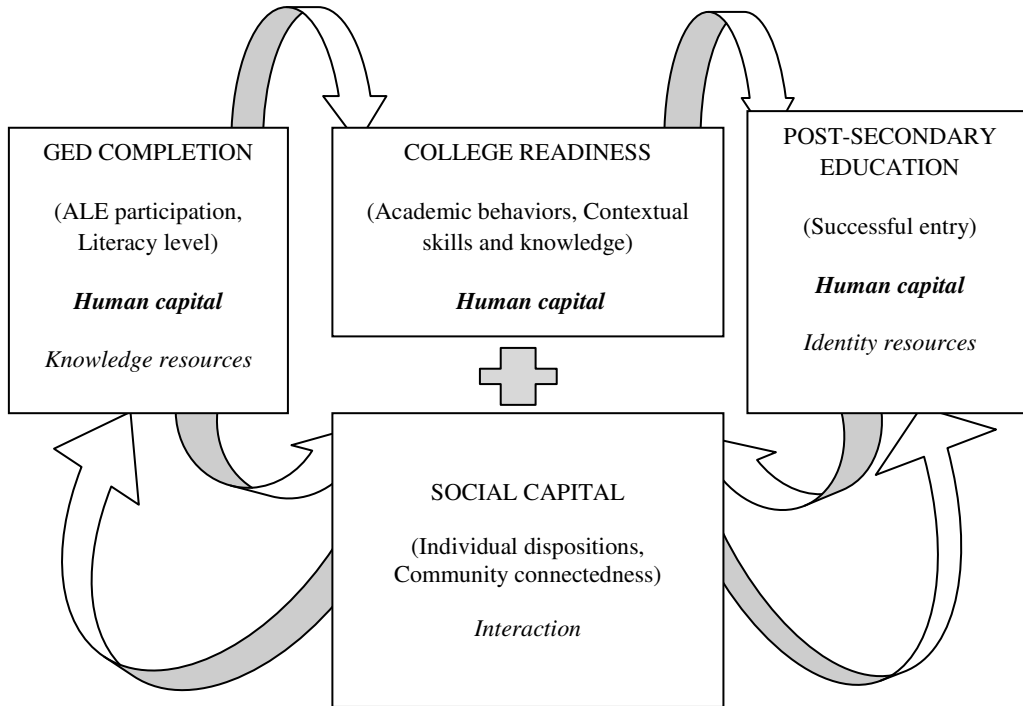 GED COMPLETION
(ALE participation,
Literacy level)
Human capital
Knowledge resources
COLLEGE READINESS
(Academic behaviors, Contextual
skills and knowledge)
Human capital
POST-SECONDARY
EDUCATION
(Successful entry)
Human capital
Identity resources
SOCIAL CAPITAL
(Individual dispositions,
Community connectedness)
Interaction